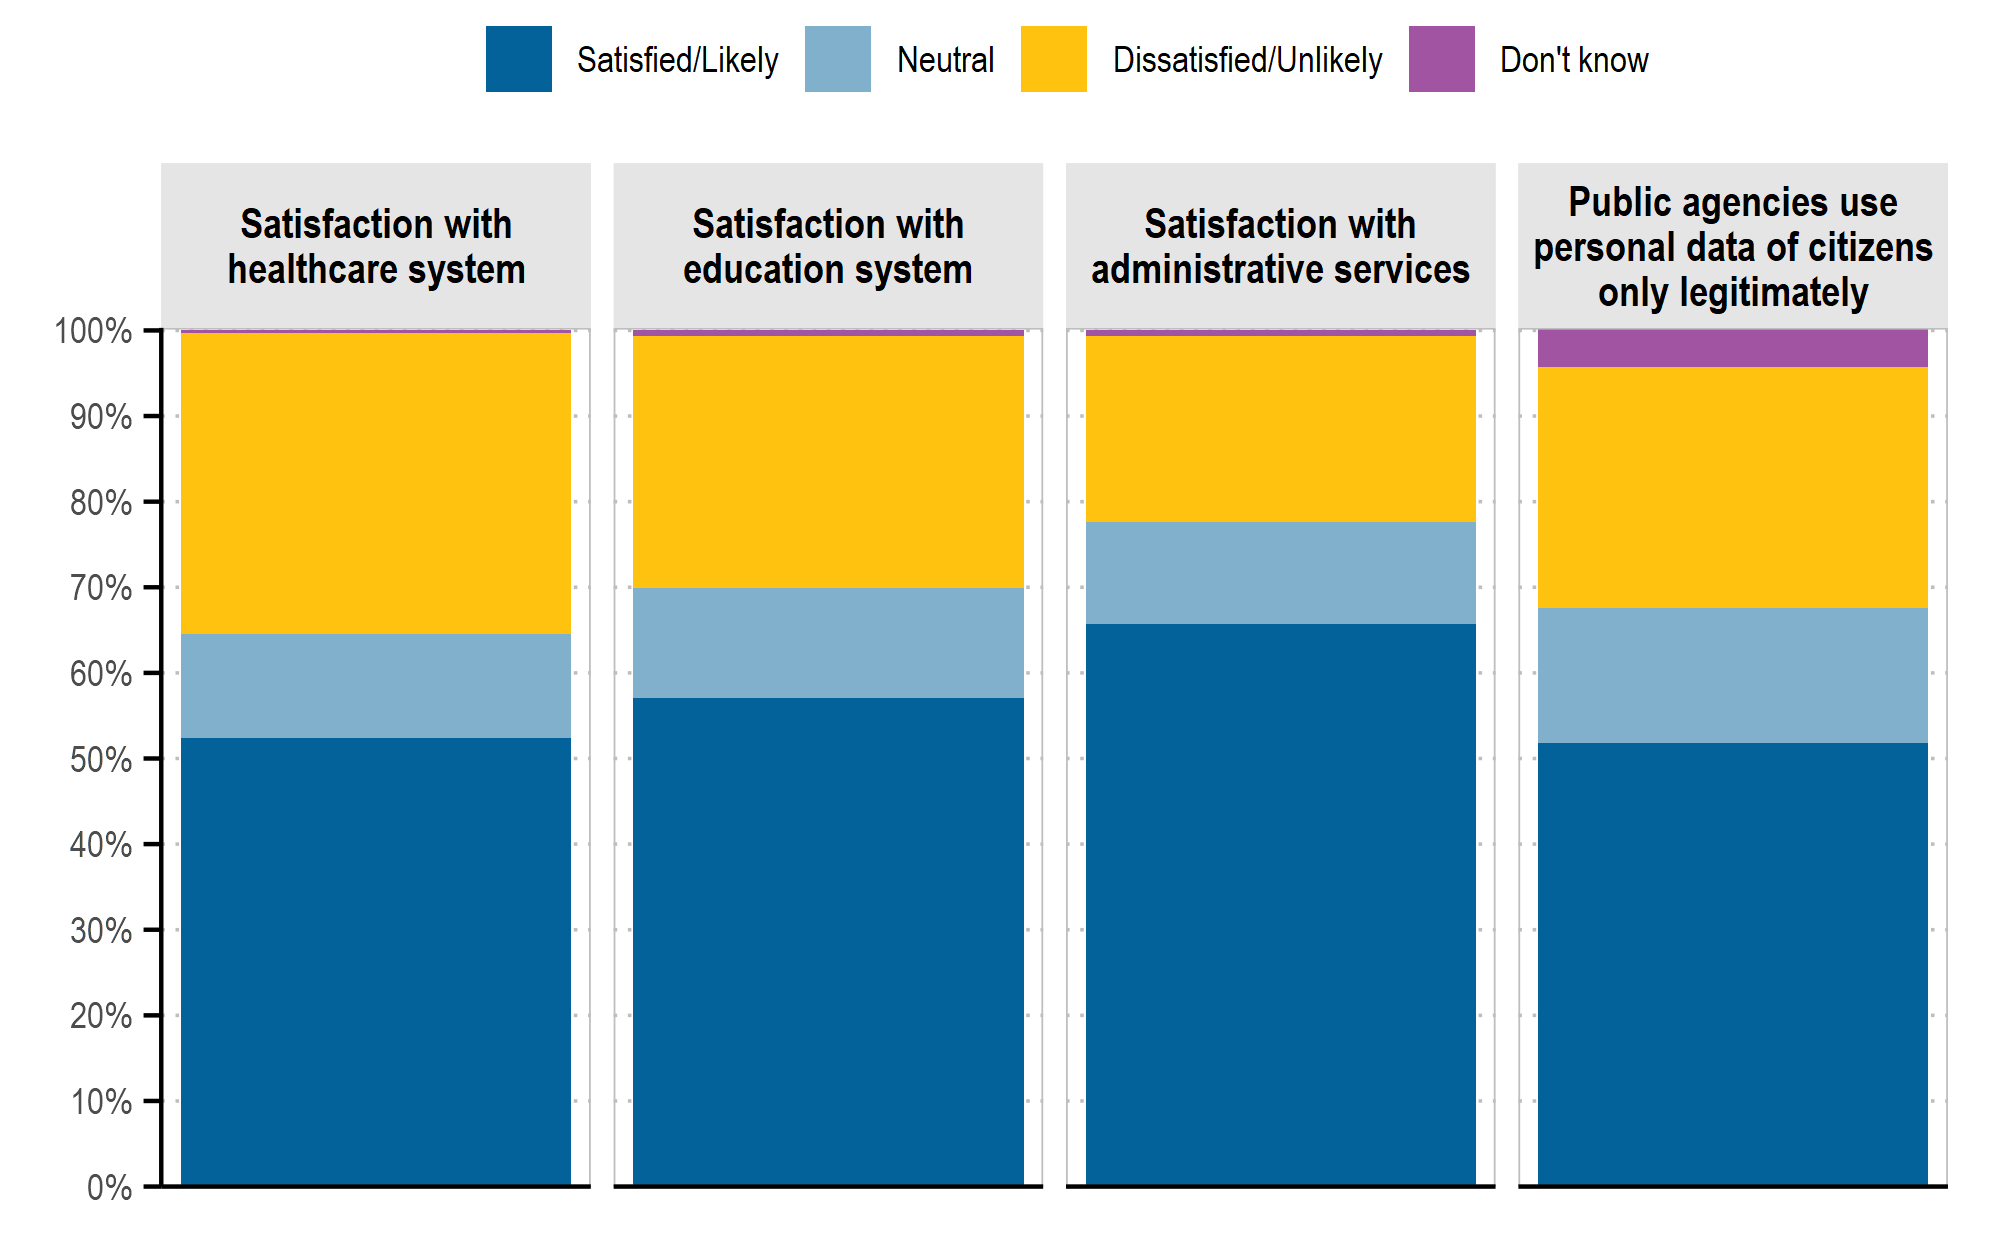 Satisfied/Likely Neutral Dissatisfied/Unlikely Don't know
Satisfaction with
healthcare system
Satisfaction with
education system
Satisfaction with
administrative services
Public agencies use
personal data of citizens
only legitimately
100%
90%
80%
70%
60%
50%
40%
30%
20%
10%
0%